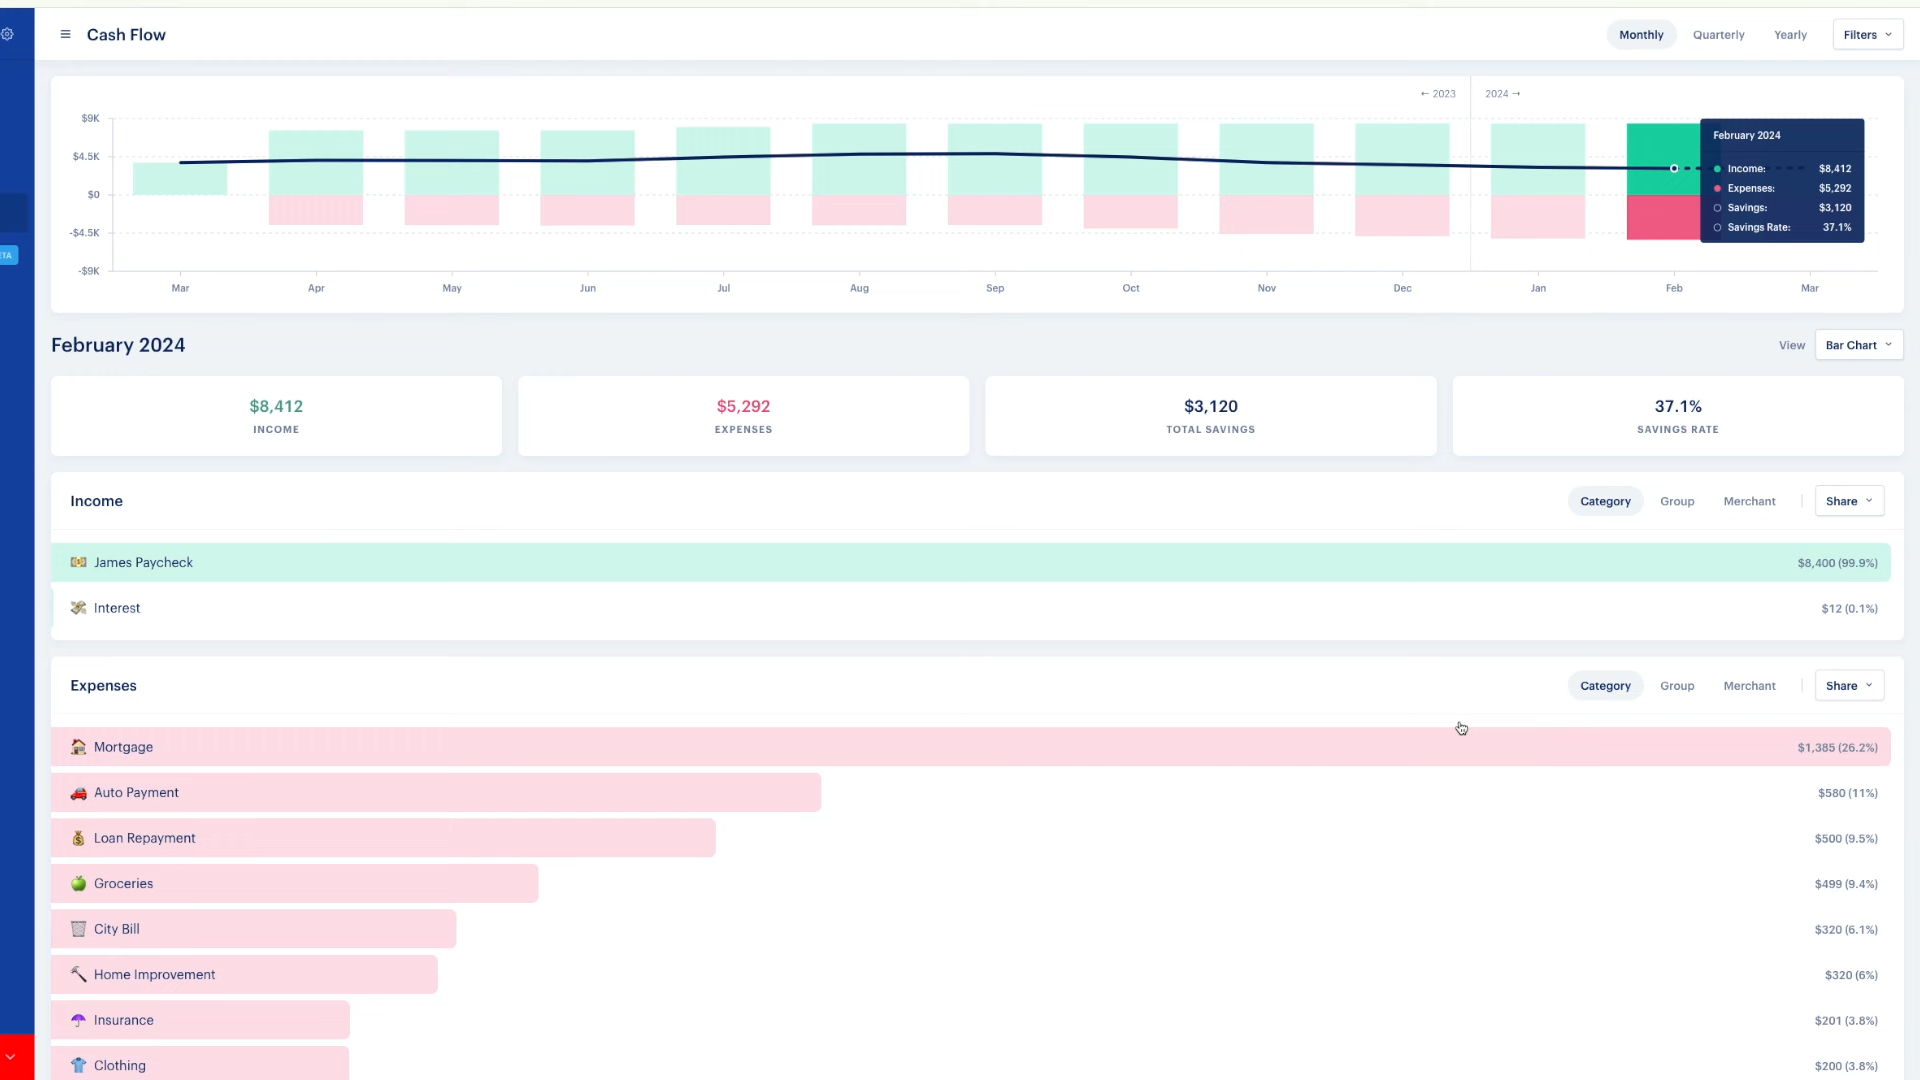 Cash Flow
Monthly Quarterly Yearly Filters
← 2023 2024 →
$9K
$4.5K
$0
-$4.5K
-$9K
Mar Apr May Jun Jul Aug Sep Oct Nov Dec Jan Feb Mar
February 2024
Income: $8,412
Expenses: $5,292
Savings: $3,120
Savings Rate: 37.1%
ETA
February 2024
View Bar Chart
$8,412
INCOME
$5,292
EXPENSES
$3,120
TOTAL SAVINGS
37.1%
SAVINGS RATE
Income
Category Group Merchant Share
James Paycheck $8,400 (99.9%)
Interest $12 (0.1%)
Expenses
Category Group Merchant Share
Mortgage $1,385 (26.2%)
Auto Payment $580 (11%)
Loan Repayment $500 (9.5%)
Groceries $499 (9.4%)
City Bill $320 (6.1%)
Home Improvement $320 (6%)
Insurance $201 (3.8%)
Clothing $200 (3.8%)